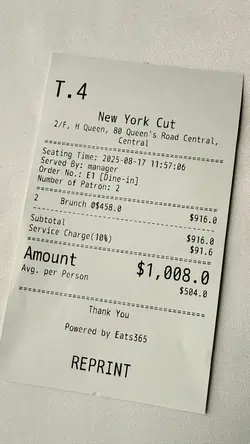 T.4
New York Cut
2/F, H Queen, 80 Queen's Road Central,
Central
Seating Time: 2025-08-17 11:57:06
Served By: manager
Order No.: E1 [Dine-in]
Number of Patron: 2
2 Brunch @$458.0 $916.0
Subtotal $916.0
Service Charge(10%) $91.6
Amount $1,008.0
Avg. per Person $504.0
Thank You
Powered by Eats365
REPRINT